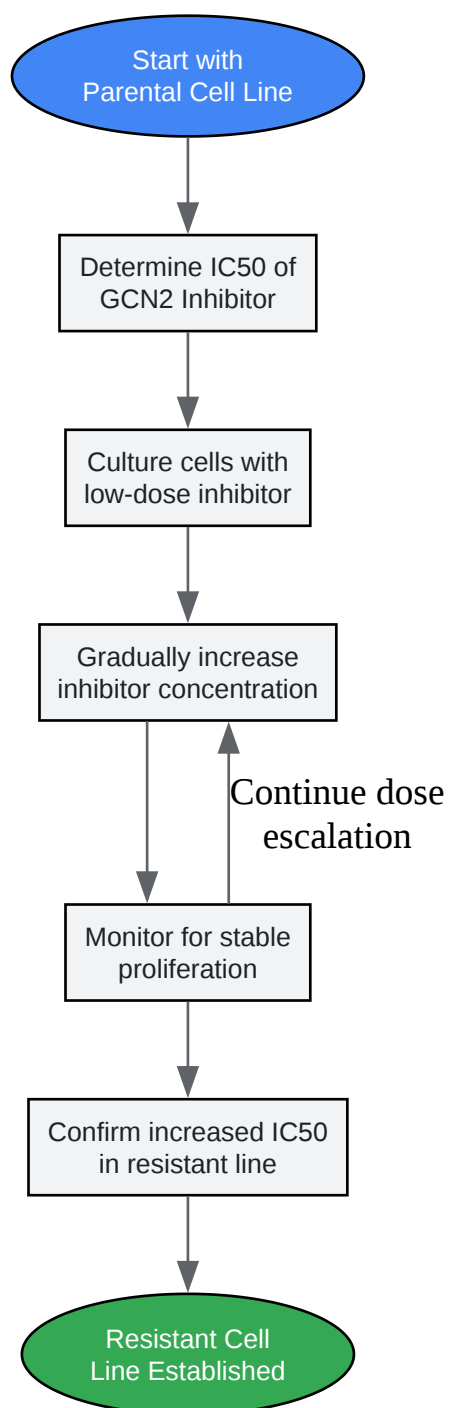 Start with
Parental Cell Line
Determine IC50 of
GCN2 Inhibitor
Culture cells with
low-dose inhibitor
Gradually increase
inhibitor concentration
Continue dose
escalation
Monitor for stable
proliferation
Confirm increased IC50
in resistant line
Resistant Cell
Line Established